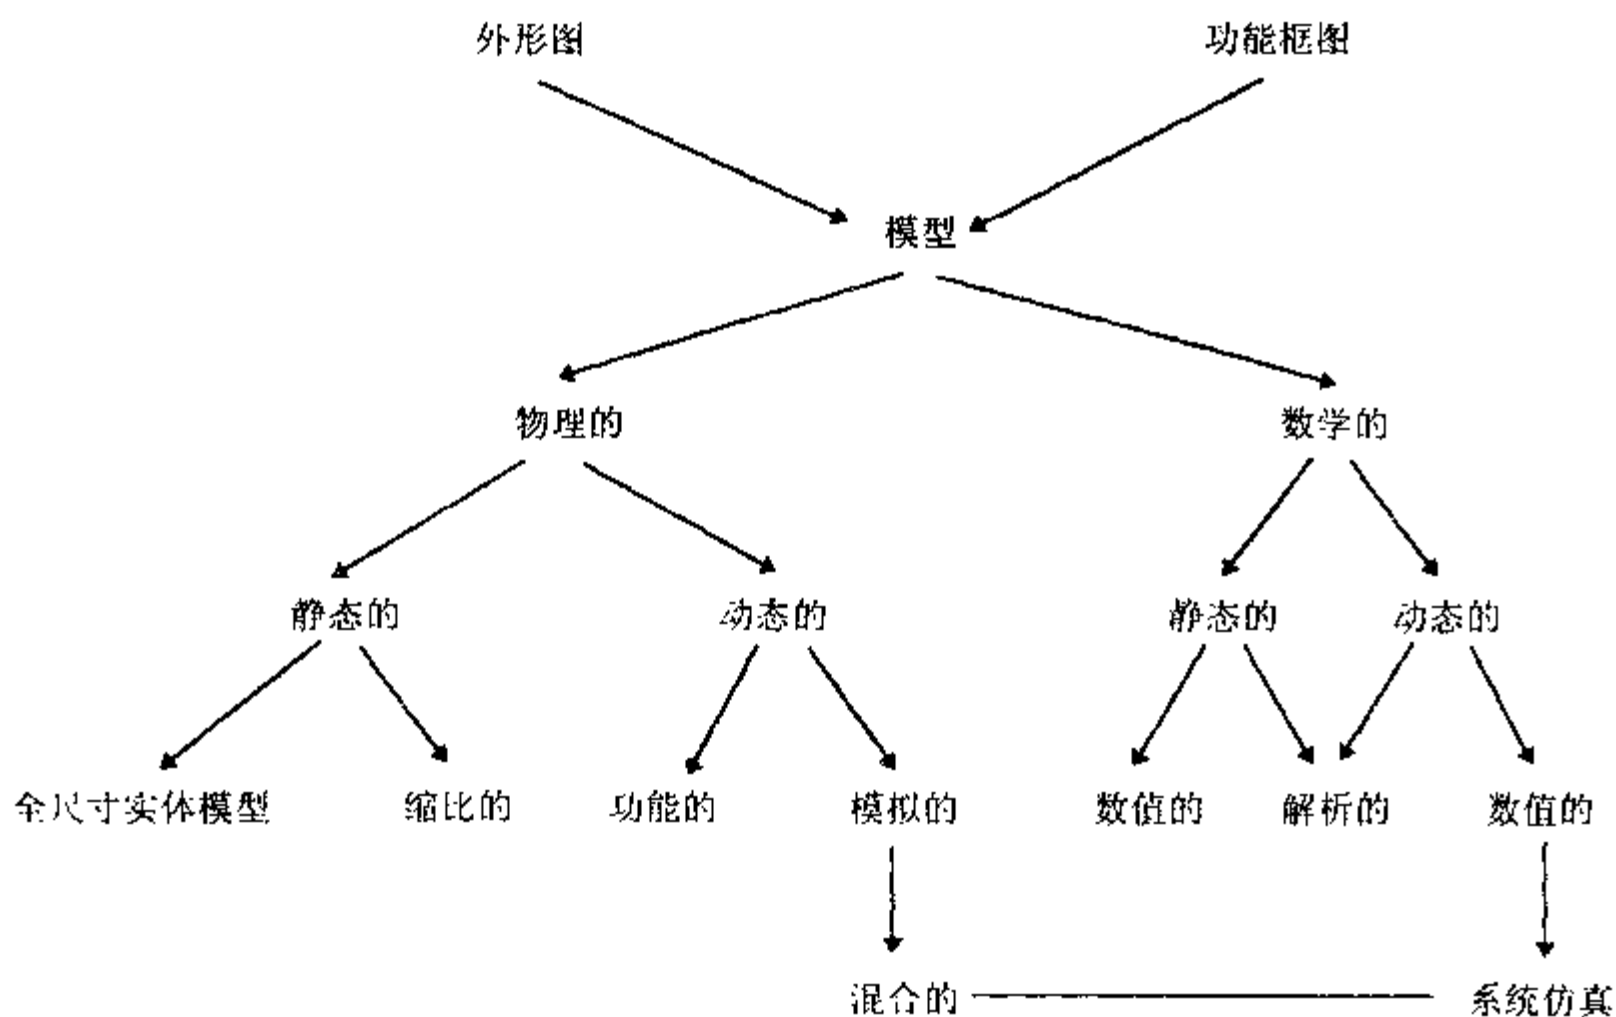 外形图 功能框图
模型
物理的 数学的
静态的 动态的 静态的 动态的
全尺寸实体模型 缩比的 功能的 模拟的 数值的 解析的 数值的
混合的 系统仿真